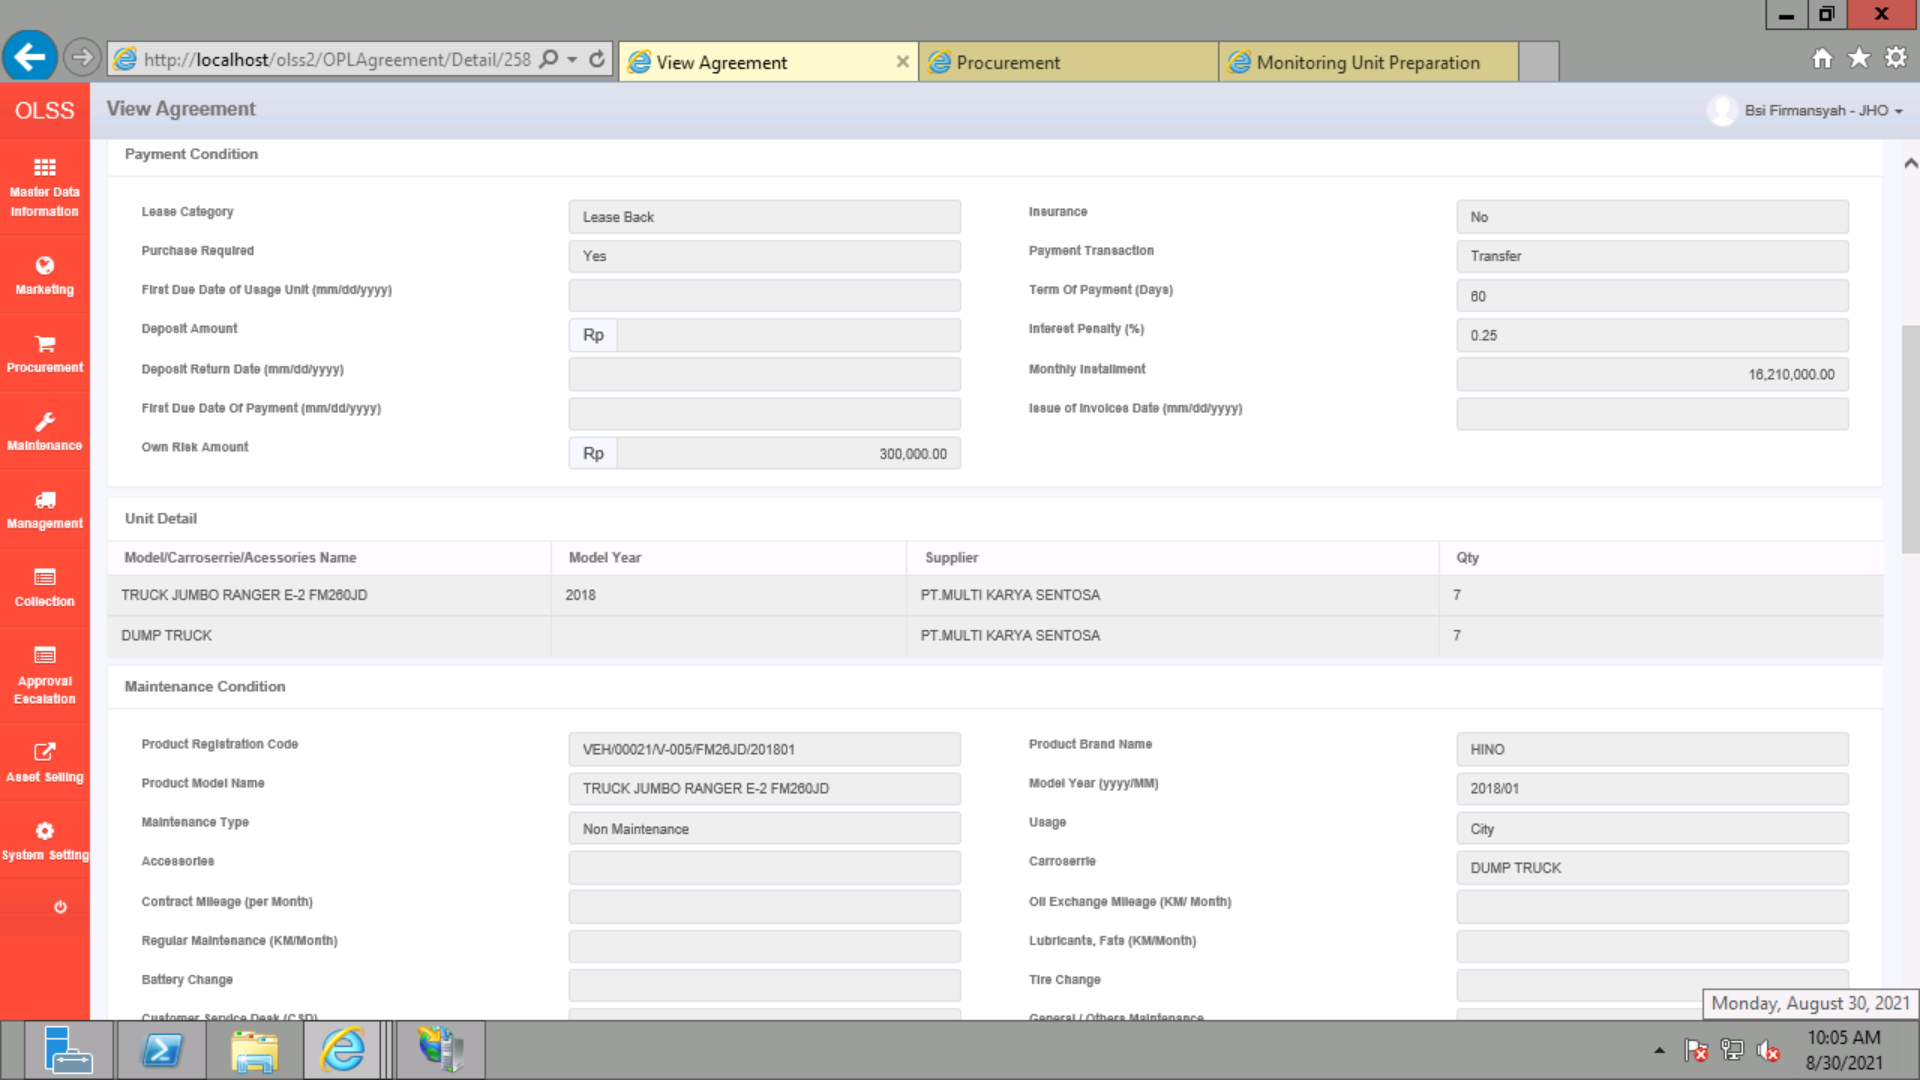 http://localhost/olss2/OPLAgreement/Detail/258
View Agreement
Procurement
Monitoring Unit Preparation
OLSS
View Agreement
Bsi Firmansyah - JHO
Master Data Information
Marketing
Procurement
Maintenance
Management
Collection
Approval Escalation
Asset Selling
System Setting
Payment Condition
Lease Category
Lease Back
Insurance
No
Purchase Required
Yes
Payment Transaction
Transfer
First Due Date of Usage Unit (mm/dd/yyyy)
Term Of Payment (Days)
60
Deposit Amount
Rp
Interest Penalty (%)
0.25
Deposit Return Date (mm/dd/yyyy)
Monthly Installment
16,210,000.00
First Due Date Of Payment (mm/dd/yyyy)
Issue of Invoices Date (mm/dd/yyyy)
Own Risk Amount
Rp
300,000.00
Unit Detail
Model/Carroserrie/Acessories Name
Model Year
Supplier
Qty
TRUCK JUMBO RANGER E-2 FM260JD
2018
PT.MULTI KARYA SENTOSA
7
DUMP TRUCK
PT.MULTI KARYA SENTOSA
7
Maintenance Condition
Product Registration Code
VEH/00021/V-005/FM26JD/201801
Product Brand Name
HINO
Product Model Name
TRUCK JUMBO RANGER E-2 FM260JD
Model Year (yyyy/MM)
2018/01
Maintenance Type
Non Maintenance
Usage
City
Accessories
Carroserrie
DUMP TRUCK
Contract Mileage (per Month)
Oil Exchange Mileage (KM/ Month)
Regular Maintenance (KM/Month)
Lubricants, Fats (KM/Month)
Battery Change
Tire Change
Customer Service Desk (CSD)
General / Others Maintenance
Monday, August 30, 2021
10:05 AM
8/30/2021